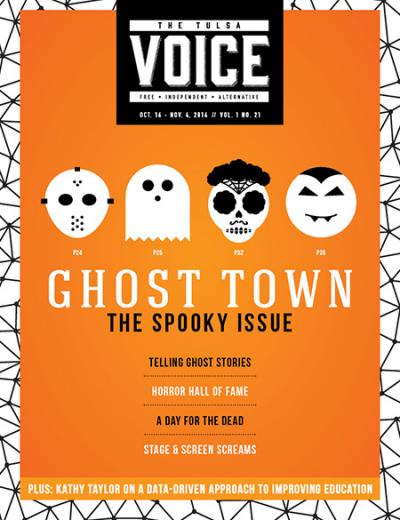 THE TULSA
VOICE
FREE • INDEPENDENT • ALTERNATIVE
OCT. 16 - NOV. 4, 2014 // VOL. 1 NO. 21
P24 P26 P32 P36
GHOST TOWN
THE SPOOKY ISSUE
TELLING GHOST STORIES
HORROR HALL OF FAME
A DAY FOR THE DEAD
STAGE & SCREEN SCREAMS
PLUS: KATHY TAYLOR ON A DATA-DRIVEN APPROACH TO IMPROVING EDUCATION